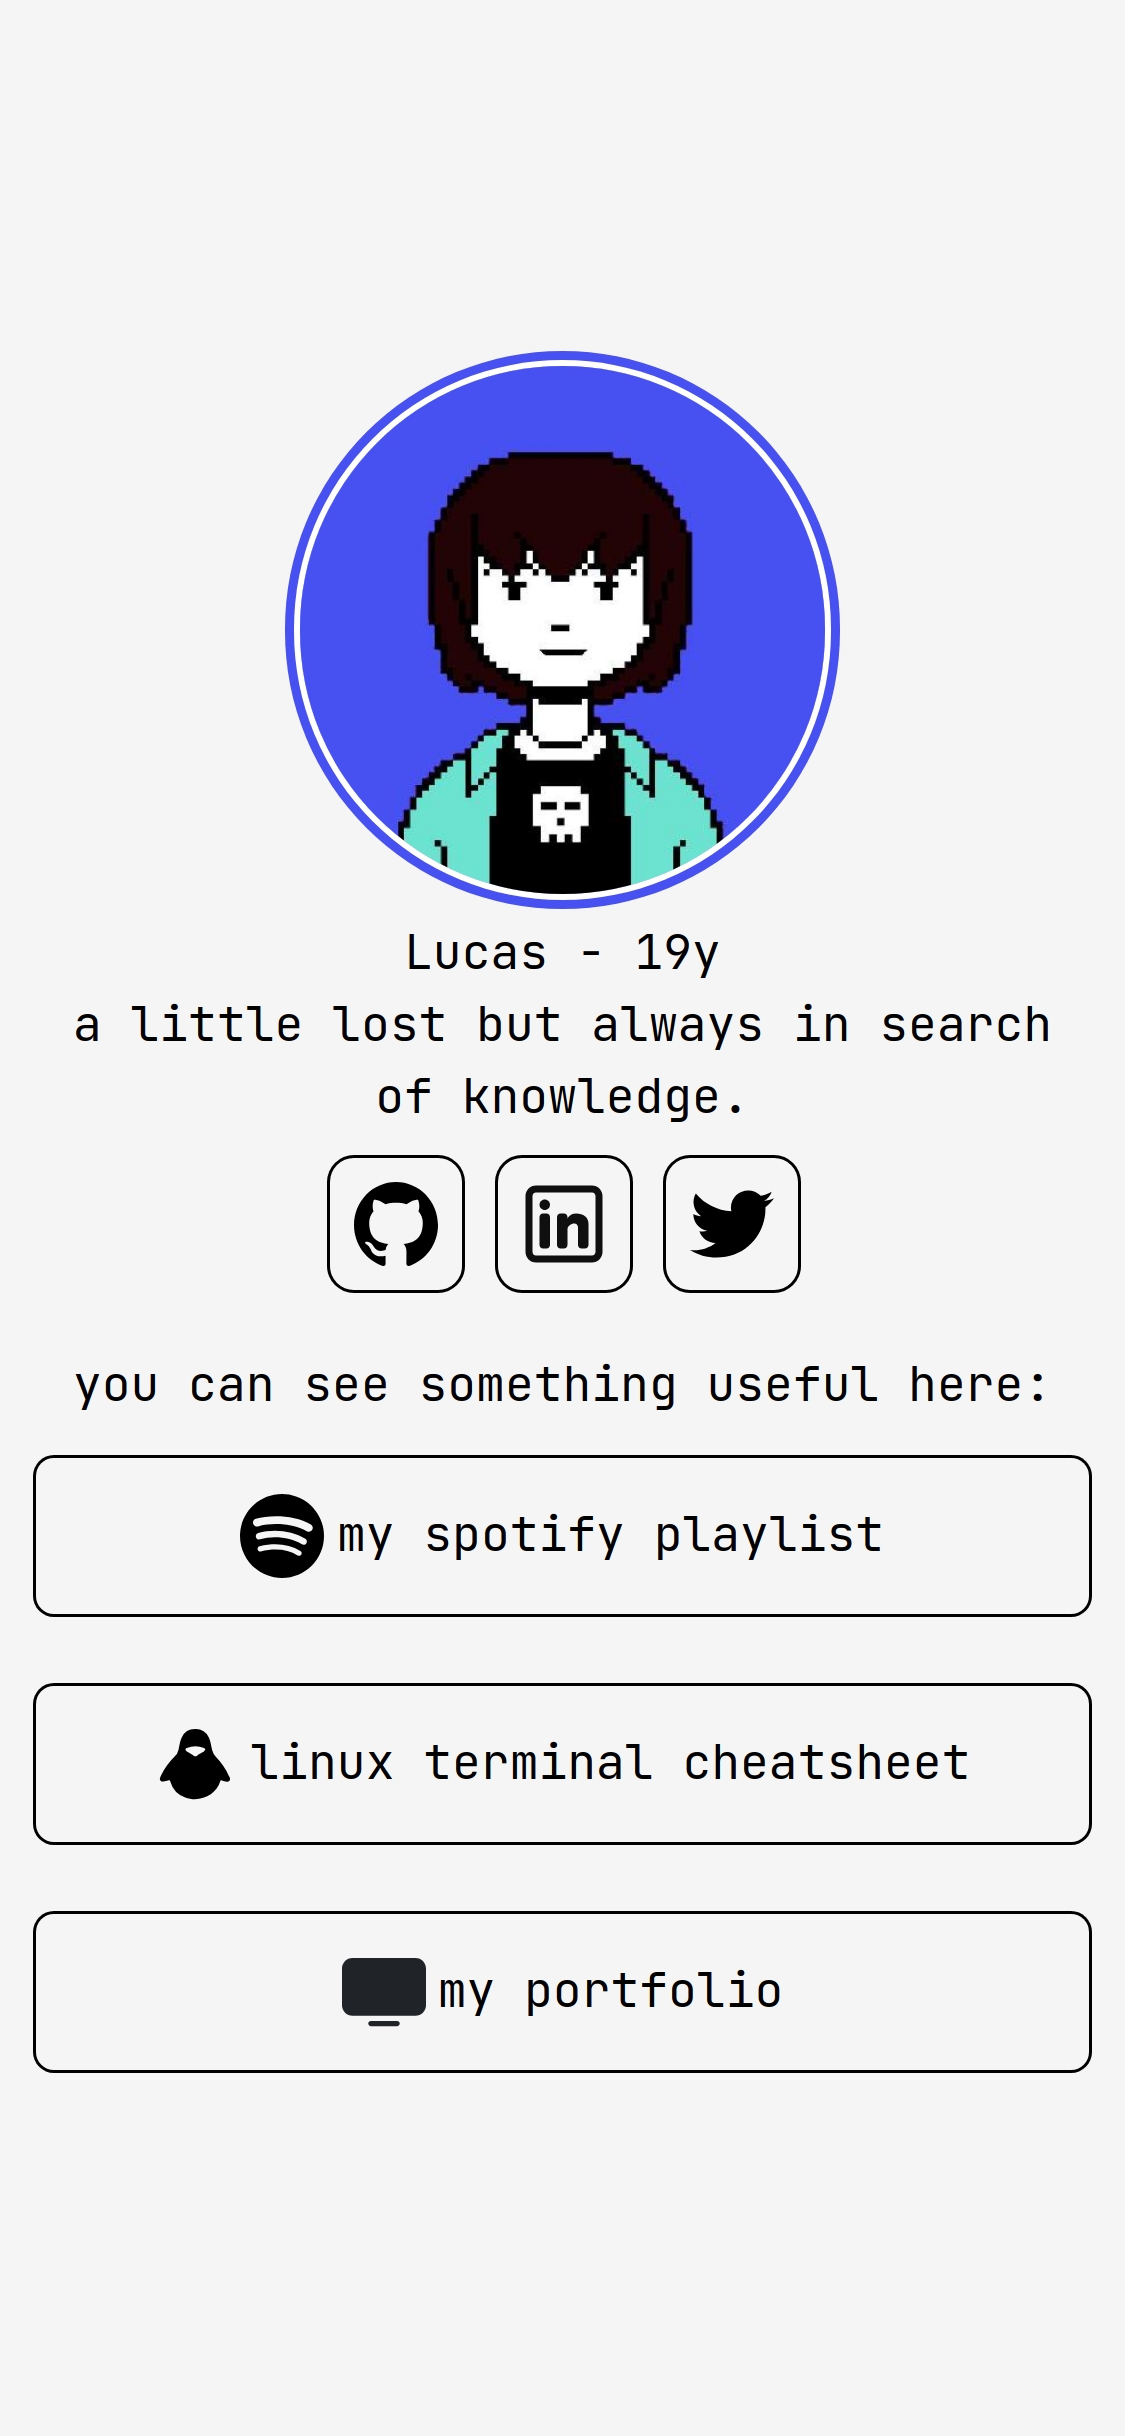 Lucas - 19y
a little lost but always in search
of knowledge.
in
you can see something useful here:
my spotify playlist
linux terminal cheatsheet
my portfolio